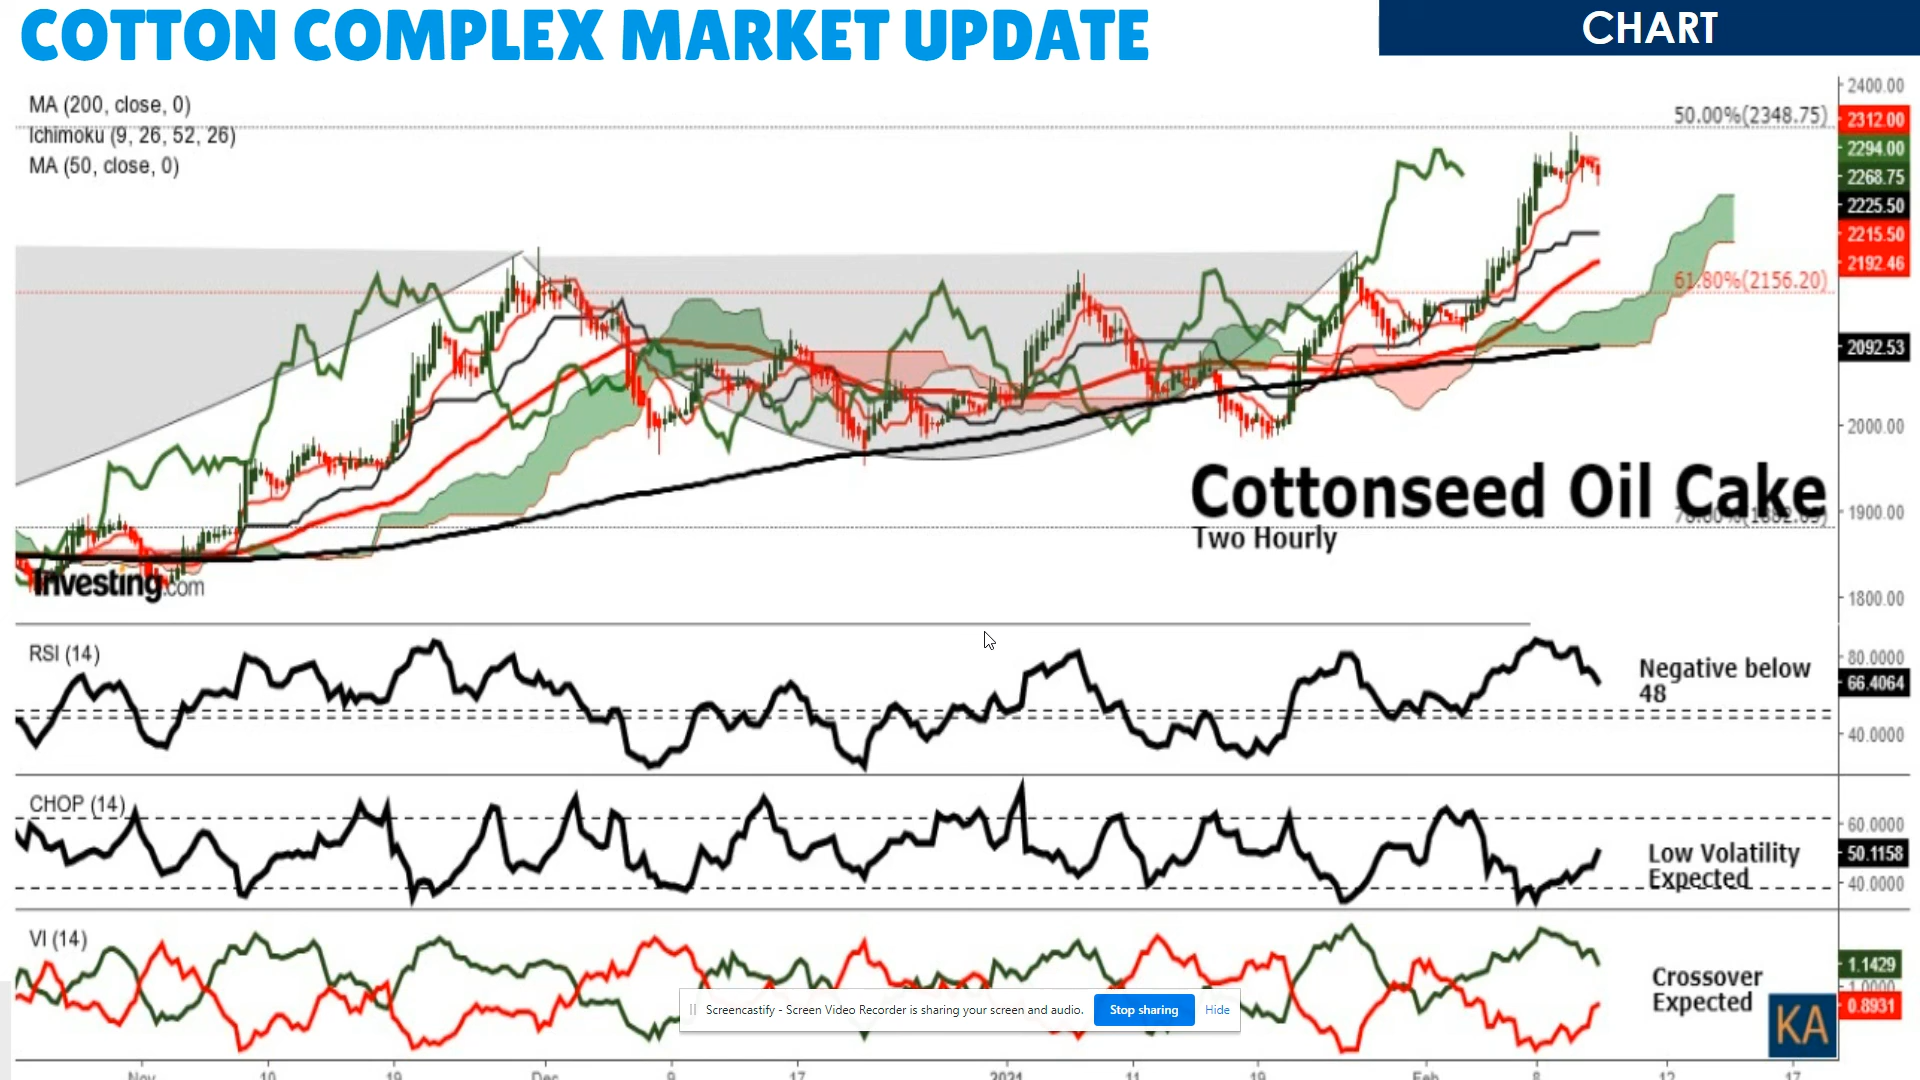 COTTON COMPLEX MARKET UPDATE
CHART
MA (200, close, 0)
Ichimoku (9, 26, 52, 26)
MA (50, close, 0)
50.00%(2348.75)
61.80%(2156.20)
2400.00
2312.00
2294.00
2268.75
2225.50
2215.50
2192.46
2092.53
2000.00
1900.00
1800.00
Cottonseed Oil Cake
Two Hourly
Investing.com
RSI (14)
Negative below
48
80.0000
66.4064
40.0000
CHOP (14)
Low Volatility
Expected
60.0000
50.1158
40.0000
VI (14)
Crossover
Expected
1.1429
1.0000
0.8931
KA
Screencastify - Screen Video Recorder is sharing your screen and audio.
Stop sharing
Hide
Nov 10 19 Dec 9 17 2021 11 19 Feb 8 12 17